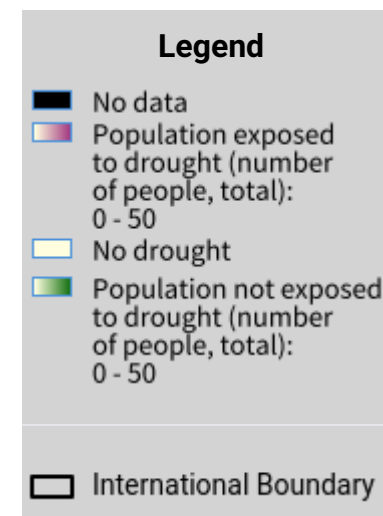 Legend
No data
Population exposed
to drought (number
of people, total):
0 - 50
No drought
Population not exposed
to drought (number
of people, total):
0 - 50
International Boundary